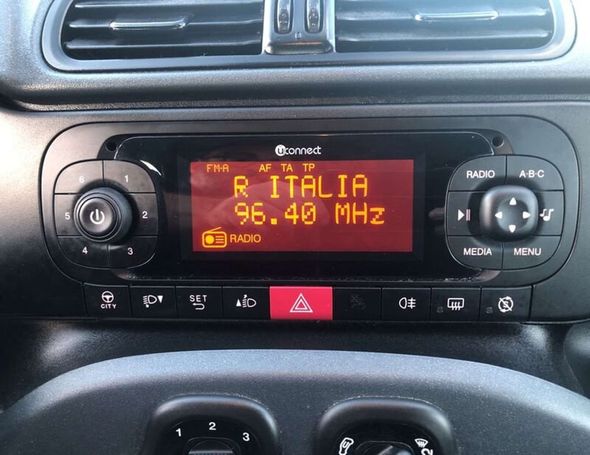 Uconnect
FM-A AF TA TP
R ITALIA
96.40 MHz
RADIO
6 1
5 2
4 3
RADIO A-B-C
MEDIA MENU
CITY SET
1 2 3